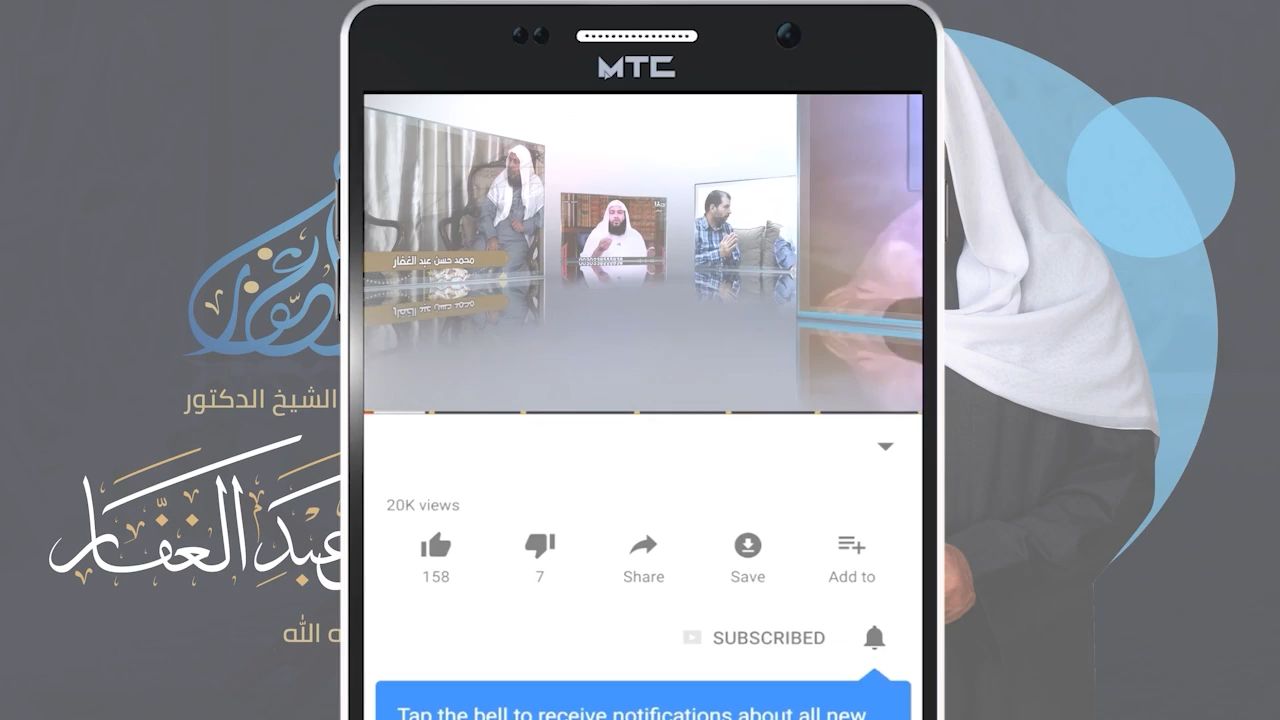 MTC
محمد حسن عبد الغفار
الشيخ الدكتور
عبد الغفار
ه الله
20K views
158
7
Share
Save
Add to
SUBSCRIBED
Tap the bell to receive notifications about all new